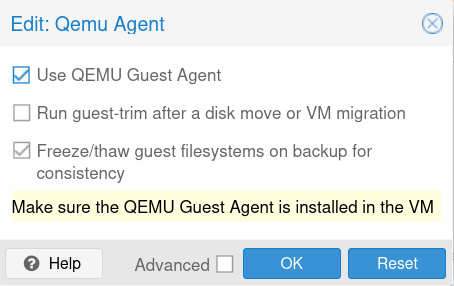 Edit: Qemu Agent
Use QEMU Guest Agent
Run guest-trim after a disk move or VM migration
Freeze/thaw guest filesystems on backup for
consistency
Make sure the QEMU Guest Agent is installed in the VM
? Help
Advanced
OK
Reset